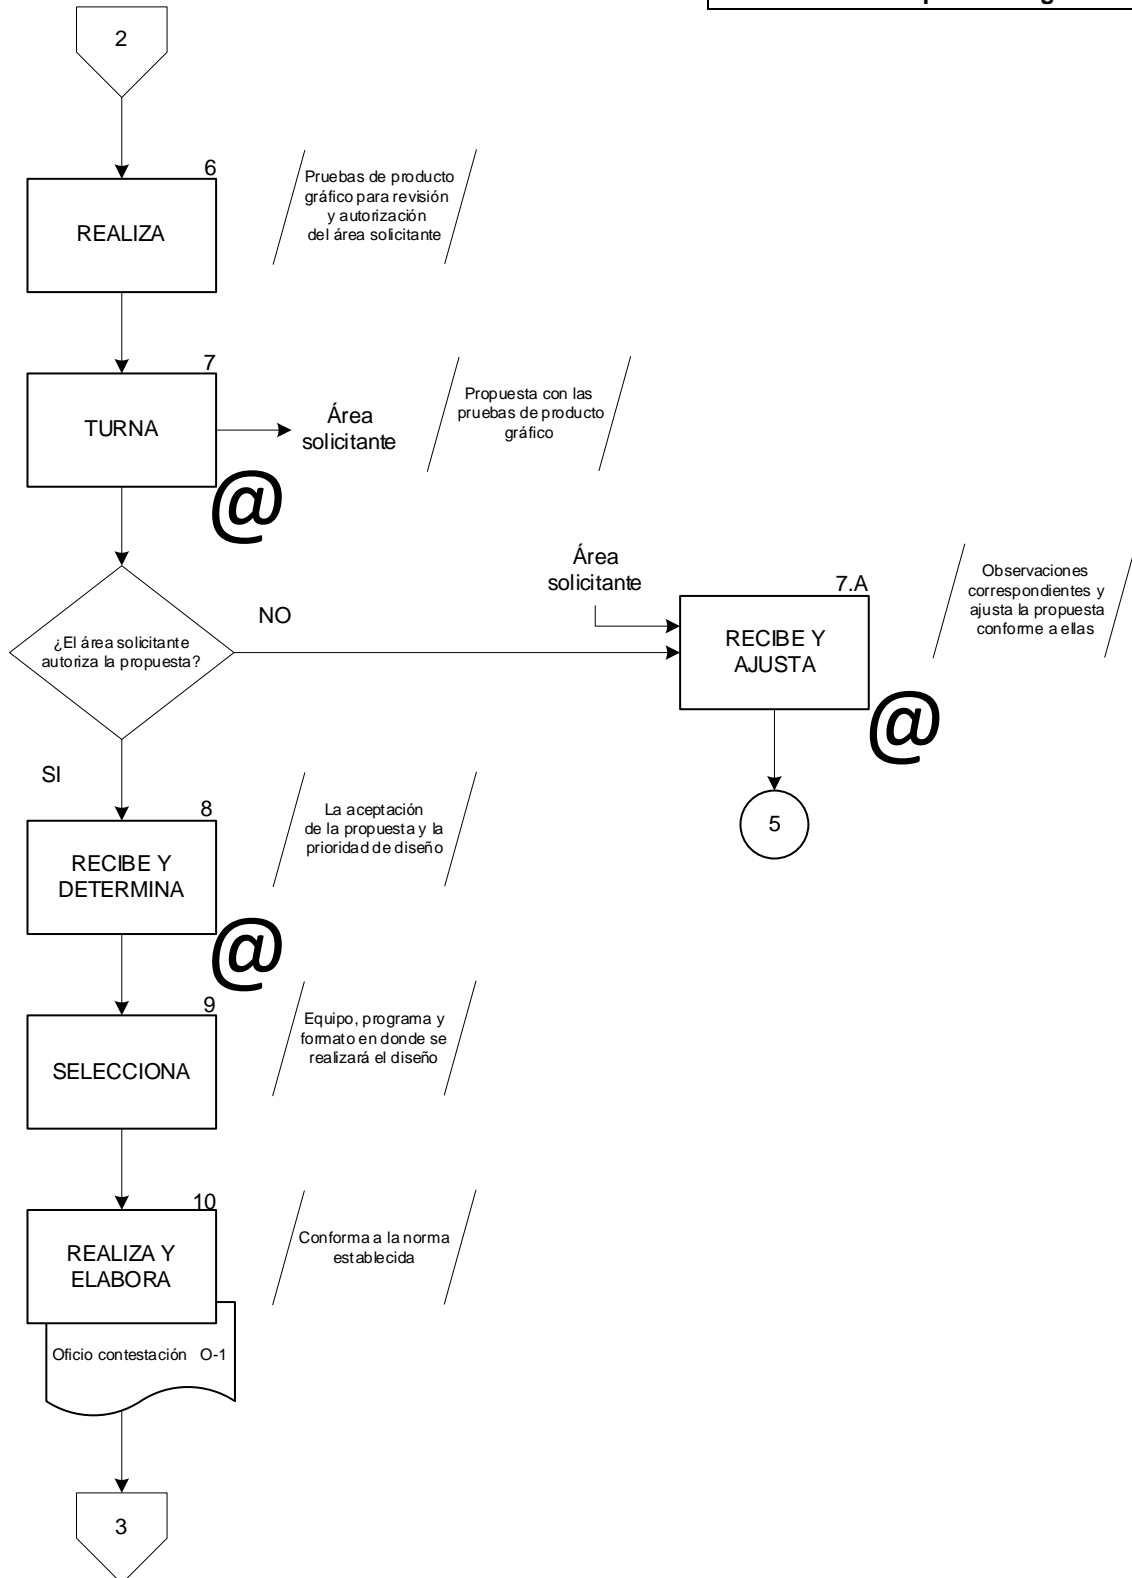 2
6
REALIZA
Pruebas de producto
gráfico para revisión
y autorización
del área solicitante
7
TURNA
Área
solicitante
Propuesta con las
pruebas de producto
gráfico
@
¿El área solicitante
autoriza la propuesta?
NO
SI
Área
solicitante
7.A
RECIBE Y
AJUSTA
Observaciones
correspondientes y
ajusta la propuesta
conforme a ellas
@
5
8
RECIBE Y
DETERMINA
La aceptación
de la propuesta y la
prioridad de diseño
@
9
SELECCIONA
Equipo, programa y
formato en donde se
realizará el diseño
10
REALIZA Y
ELABORA
Conforma a la norma
establecida
Oficio contestación O-1
3